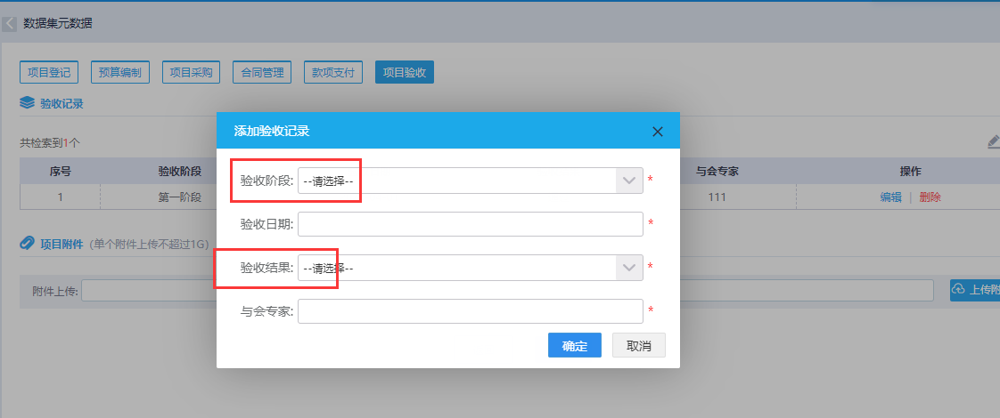 数据集元数据
项目登记 预算编制 项目采购 合同管理 款项支付 项目验收
验收记录
共检索到1个
序号 验收阶段 与会专家 操作
1 第一阶段 111 编辑 | 删除
项目附件 (单个附件上传不超过1G)
附件上传: 上传附
添加验收记录
验收阶段: --请选择-- *
验收日期: *
验收结果: --请选择-- *
与会专家: *
确定 取消